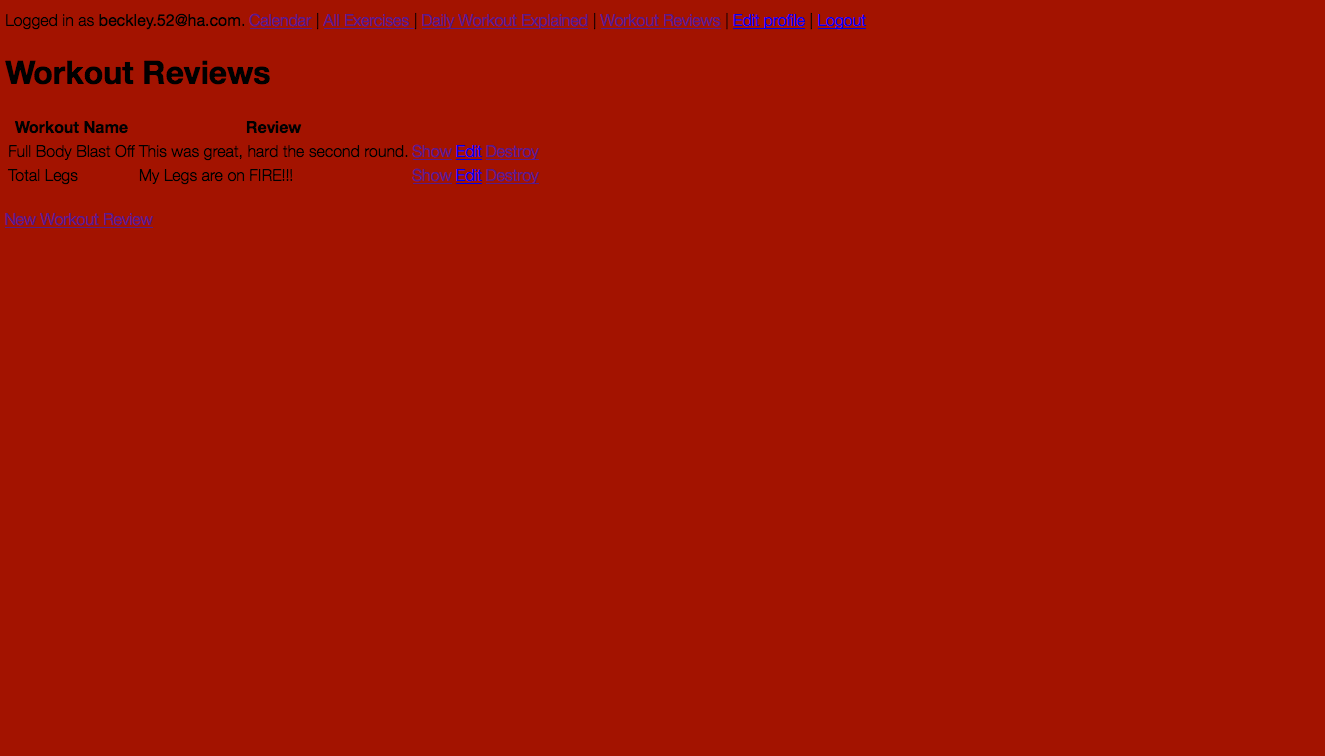 Logged in as beckley.52@ha.com. Calendar | All Exercises | Daily Workout Explained | Workout Reviews | Edit profile | Logout
Workout Reviews
Workout Name Review
Full Body Blast Off This was great, hard the second round. Show Edit Destroy
Total Legs My Legs are on FIRE!!! Show Edit Destroy
New Workout Review